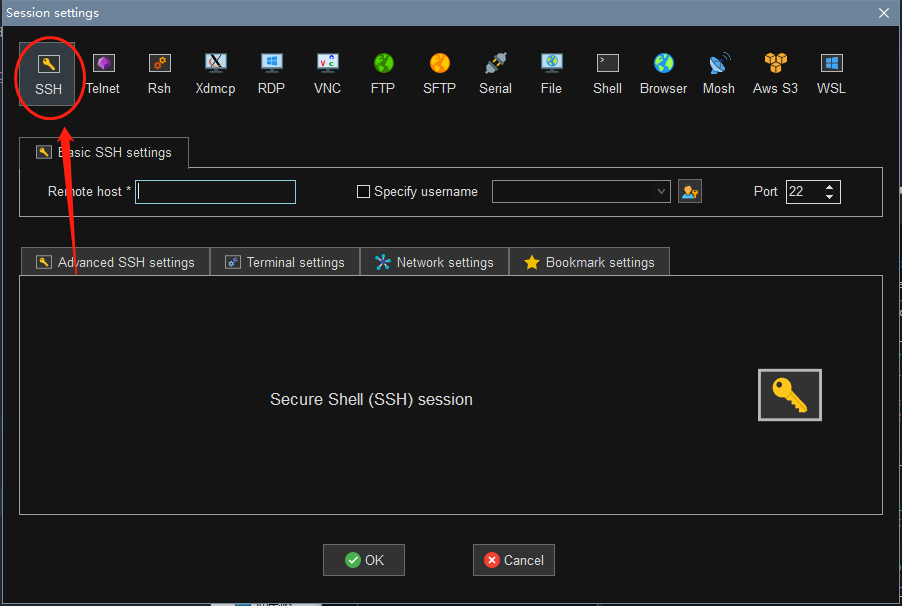 Session settings
SSH Telnet Rsh Xdmcp RDP VNC FTP SFTP Serial File Shell Browser Mosh Aws S3 WSL
Basic SSH settings
Remote host * Specify username Port 22
Advanced SSH settings Terminal settings Network settings Bookmark settings
Secure Shell (SSH) session
OK Cancel